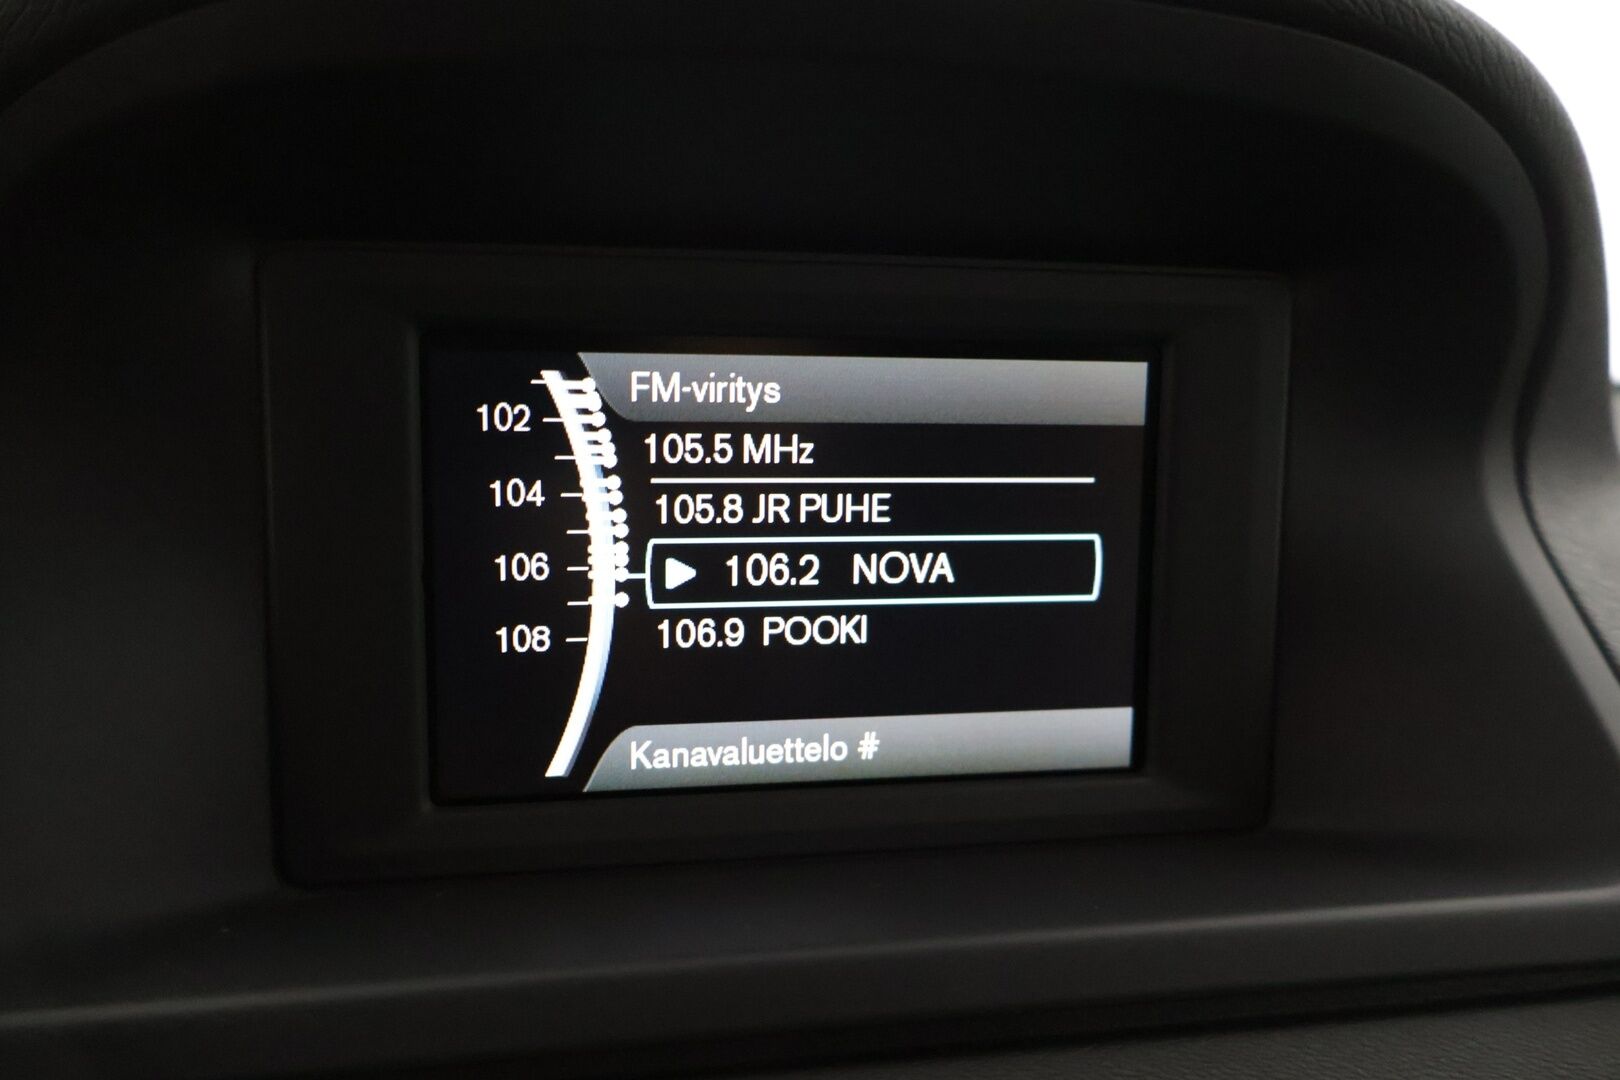 FM-viritys
102
105.5 MHz
104
105.8 JR PUHE
106
106.2 NOVA
108
106.9 POOKI
Kanavaluettelo #